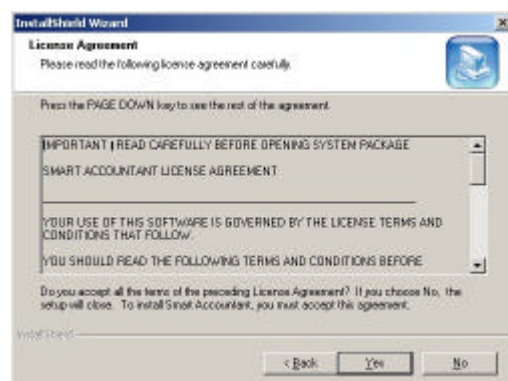 InstallShield Wizard
License Agreement
Please read the following license agreement carefully.
Press the PAGE DOWN key to see the rest of the agreement.
IMPORTANT | READ CAREFULLY BEFORE OPENING SYSTEM PACKAGE
SMART ACCOUNTANT LICENSE AGREEMENT
YOUR USE OF THIS SOFTWARE IS GOVERNED BY THE LICENSE TERMS AND
CONDITIONS THAT FOLLOW.
YOU SHOULD READ THE FOLLOWING TERMS AND CONDITIONS BEFORE
Do you accept all the terms of the preceding License Agreement? If you choose No, the
setup will close. To install Smart Accountant, you must accept this agreement.
InstallShield
< Back Yes No